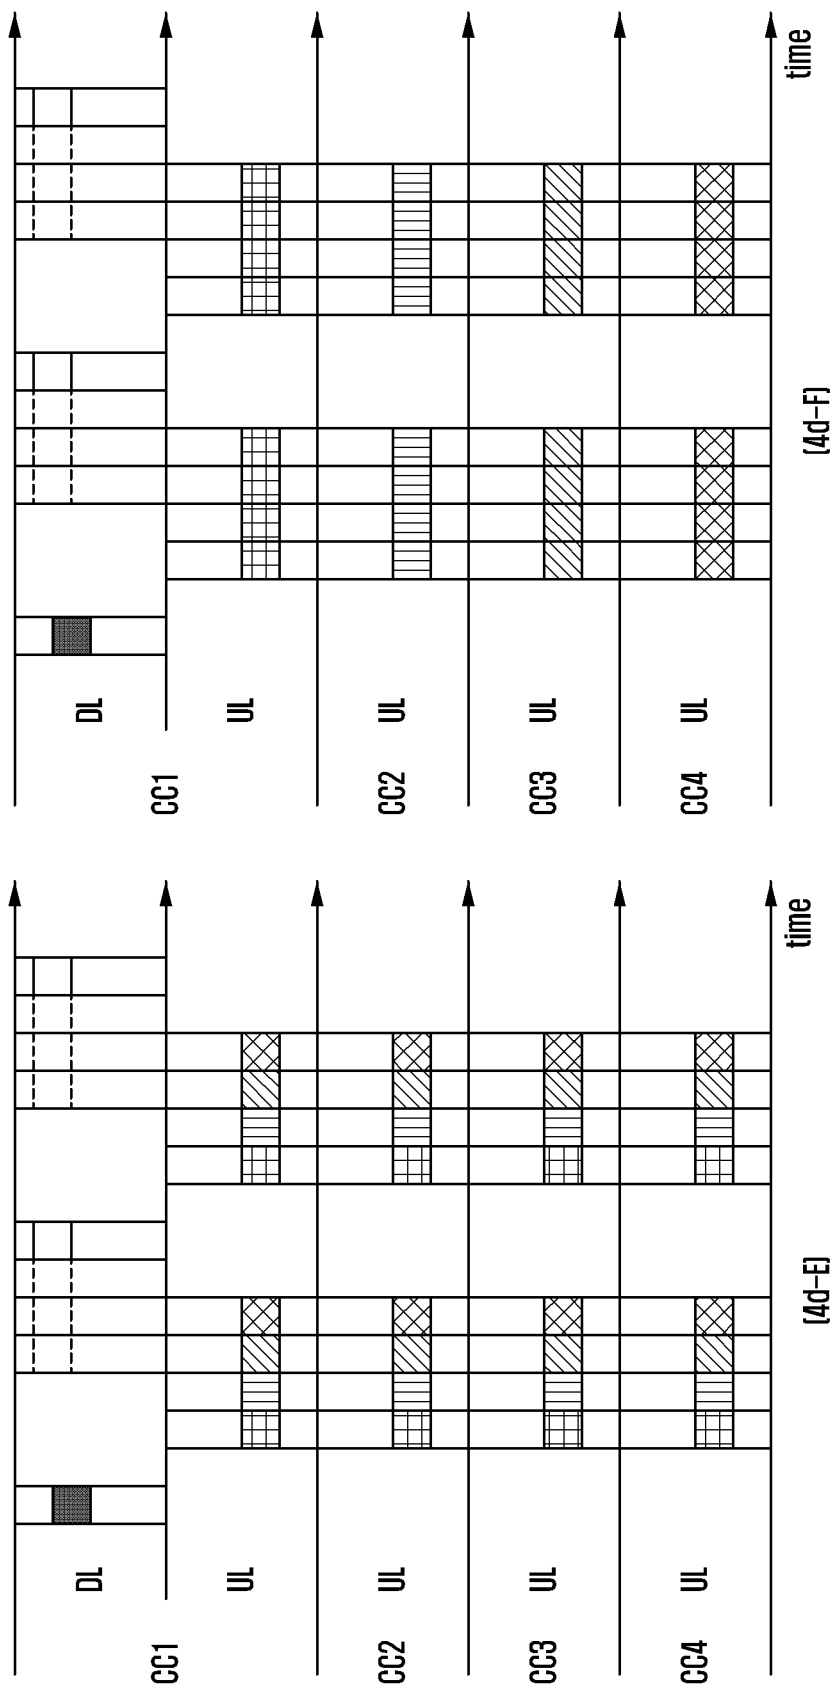 DL
CC1
UL
CC2 UL
CC3 UL
CC4 UL
time
(4d-E)
DL
CC1
UL
CC2 UL
CC3 UL
CC4 UL
time
(4d-F)